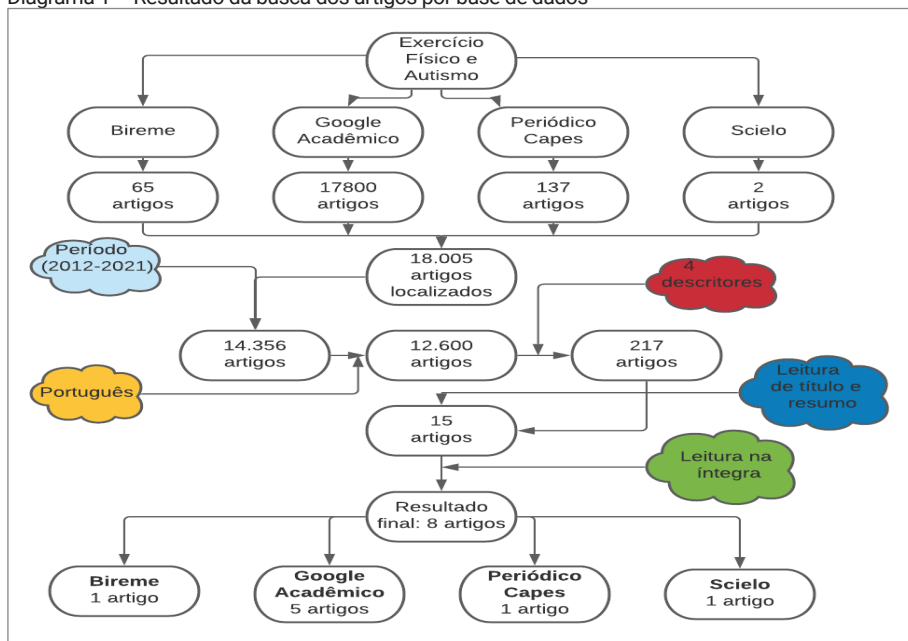 Diagrama 1 – Resultado da busca dos artigos por base de dados
Exercício
Físico e
Autismo
Bireme
Google
Acadêmico
Periódico
Capes
Scielo
65
artigos
17800
artigos
137
artigos
2
artigos
Período
(2012-2021)
18.005
artigos
localizados
4
descritores
14.356
artigos
12.600
artigos
217
artigos
Português
Leitura
de título e
resumo
15
artigos
Leitura na
íntegra
Resultado
final: 8 artigos
Bireme
1 artigo
Google
Acadêmico
5 artigos
Periódico
Capes
1 artigo
Scielo
1 artigo